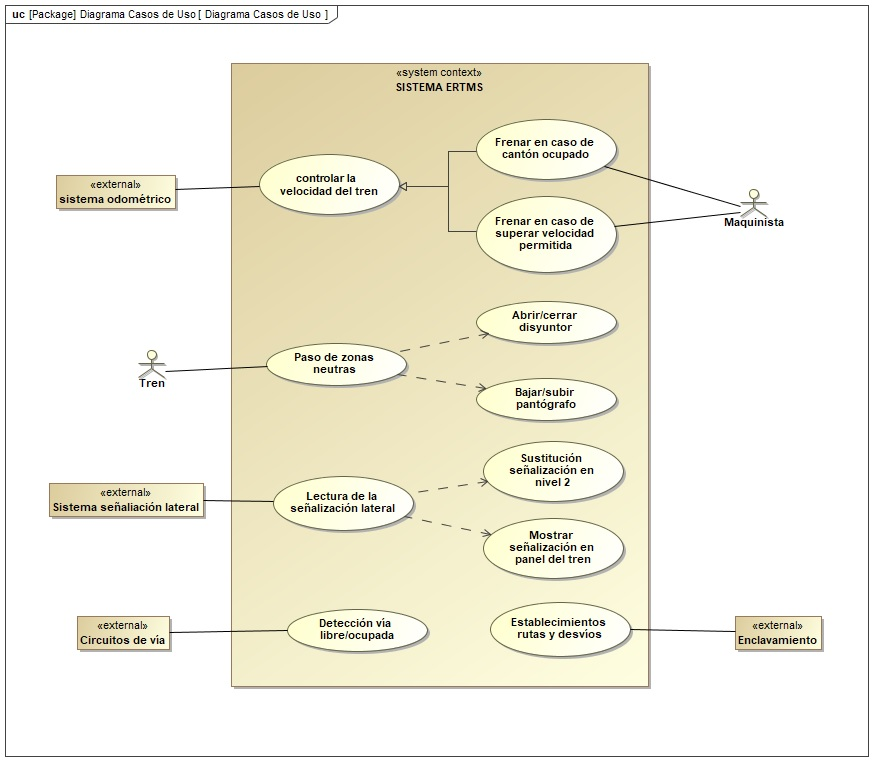 uc [Package] Diagrama Casos de Uso [ Diagrama Casos de Uso ]
«system context»
SISTEMA ERTMS
Frenar en caso de
cantón ocupado
controlar la
velocidad del tren
«external»
sistema odométrico
Maquinista
Frenar en caso de
superar velocidad
permitida
Abrir/cerrar
disyuntor
Paso de zonas
neutras
Tren
Bajar/subir
pantógrafo
Sustitución
señalización en
nivel 2
«external»
Sistema señaliación lateral
Lectura de la
señalización lateral
Mostrar
señalización en
panel del tren
«external»
Circuitos de vía
Detección via
libre/ocupada
Establecimientos
rutas y desvíos
«external»
Enclavamiento